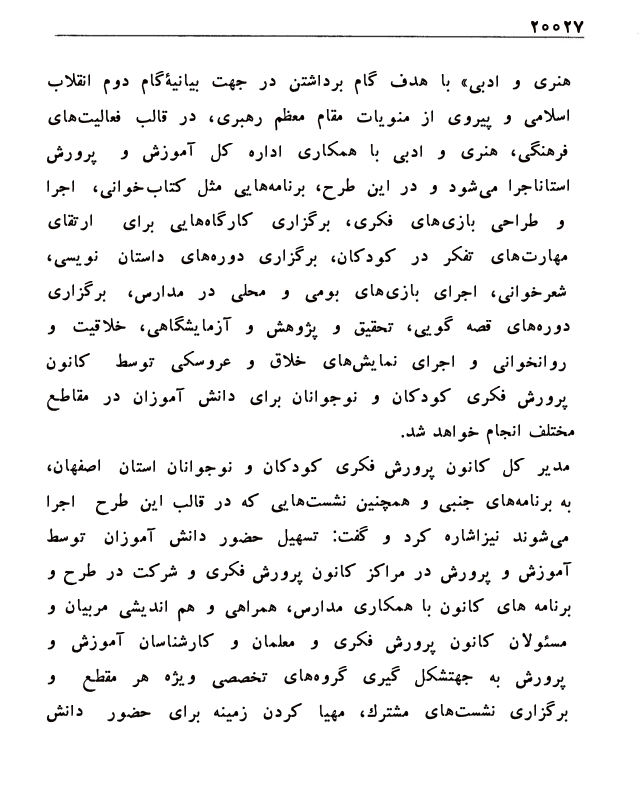 ۲۰۰۲۷
هنری و ادبی» با هدف گام برداشتن در جهت بیانیهٔگام دوم انقلاب
اسلامی و پیروی از منویات مقام معظم رهبری، در قالب فعالیت‌های
فرهنگی، هنری و ادبی با همکاری اداره کل آموزش و پرورش
استاناجرا می‌شود و در این طرح، برنامه‌هایی مثل کتاب‌خوانی، اجرا
و طراحی بازی‌های فکری، برگزاری کارگاه‌هایی برای ارتقای
مهارت‌های تفکر در کودکان، برگزاری دوره‌های داستان نویسی،
شعرخوانی، اجرای بازی‌های بومی و محلی در مدارس، برگزاری
دوره‌های قصه گویی، تحقیق و پژوهش و آزمایشگاهی، خلاقیت و
روانخوانی و اجرای نمایش‌های خلاق و عروسکی توسط کانون
پرورش فکری کودکان و نوجوانان برای دانش آموزان در مقاطع
مختلف انجام خواهد شد.
مدیر کل کانون پرورش فکری کودکان و نوجوانان استان اصفهان،
به برنامه‌های جنبی و همچنین نشست‌هایی که در قالب این طرح اجرا
می‌شوند نیزاشاره کرد و گفت: تسهیل حضور دانش آموزان توسط
آموزش و پرورش در مراکز کانون پرورش فکری و شرکت در طرح و
برنامه های کانون با همکاری مدارس، همراهی و هم اندیشی مربیان و
مسئولان کانون پرورش فکری و معلمان و کارشناسان آموزش و
پرورش به جهتشکل گیری گروه‌های تخصصی ویژه هر مقطع و
برگزاری نشست‌های مشترك، مهیا کردن زمینه برای حضور دانش